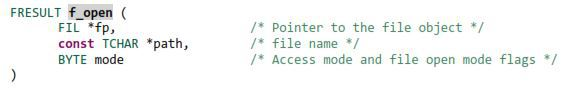 FRESULT f_open (
FIL *fp, /* Pointer to the file object */
const TCHAR *path, /* file name */
BYTE mode /* Access mode and file open mode flags */
)